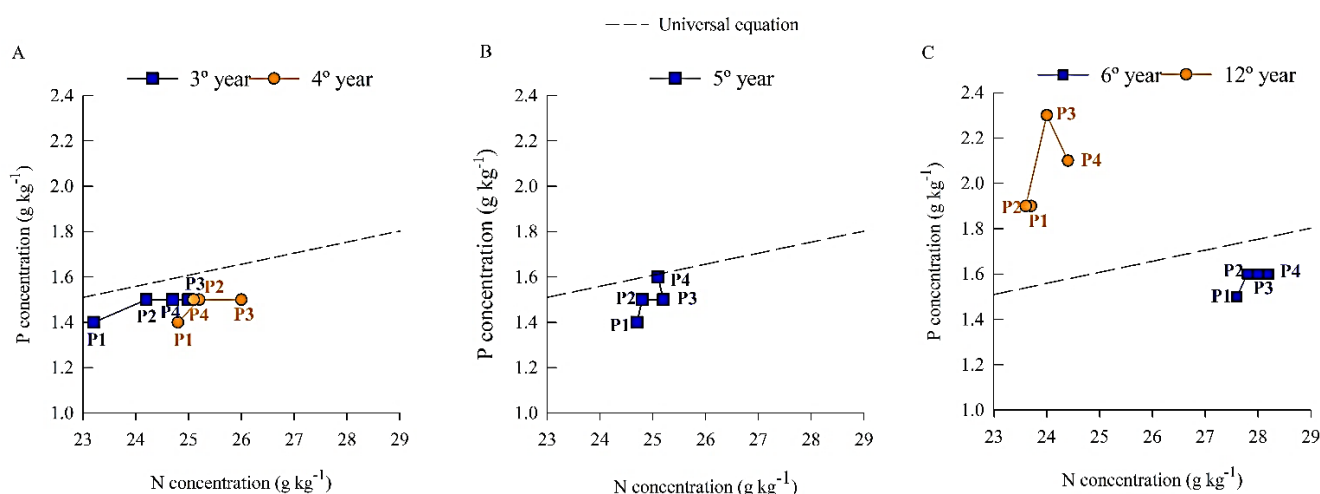 Universal equation
A
3º year
4º year
P concentration (g kg⁻¹)
2.4
2.2
2.0
1.8
1.6
1.4
1.2
1.0
P1
P2
P4
P3
P1
P4
P2
P3
23 24 25 26 27 28 29
N concentration (g kg⁻¹)
B
5º year
P concentration (g kg⁻¹)
2.4
2.2
2.0
1.8
1.6
1.4
1.2
1.0
P4
P2
P3
P1
23 24 25 26 27 28 29
N concentration (g kg⁻¹)
C
6º year
12º year
P concentration (g kg⁻¹)
2.4
2.2
2.0
1.8
1.6
1.4
1.2
1.0
P3
P4
P2
P1
P2
P4
P3
P1
23 24 25 26 27 28 29
N concentration (g kg⁻¹)